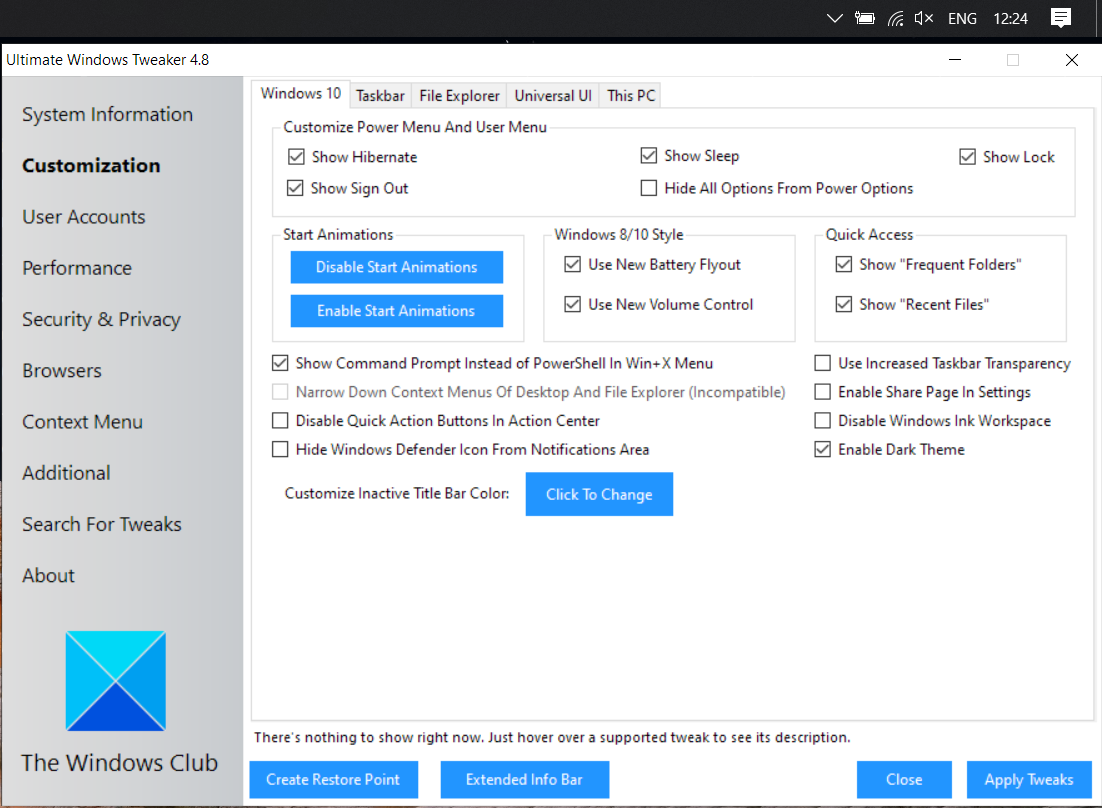 ENG 12:24
Ultimate Windows Tweaker 4.8
System Information
Customization
User Accounts
Performance
Security & Privacy
Browsers
Context Menu
Additional
Search For Tweaks
About
The Windows Club
Windows 10 Taskbar File Explorer Universal UI This PC
Customize Power Menu And User Menu
Show Hibernate Show Sleep Show Lock
Show Sign Out Hide All Options From Power Options
Start Animations
Disable Start Animations
Enable Start Animations
Windows 8/10 Style
Use New Battery Flyout
Use New Volume Control
Quick Access
Show "Frequent Folders"
Show "Recent Files"
Show Command Prompt Instead of PowerShell In Win+X Menu
Narrow Down Context Menus Of Desktop And File Explorer (Incompatible)
Disable Quick Action Buttons In Action Center
Hide Windows Defender Icon From Notifications Area
Use Increased Taskbar Transparency
Enable Share Page In Settings
Disable Windows Ink Workspace
Enable Dark Theme
Customize Inactive Title Bar Color: Click To Change
There's nothing to show right now. Just hover over a supported tweak to see its description.
Create Restore Point Extended Info Bar Close Apply Tweaks